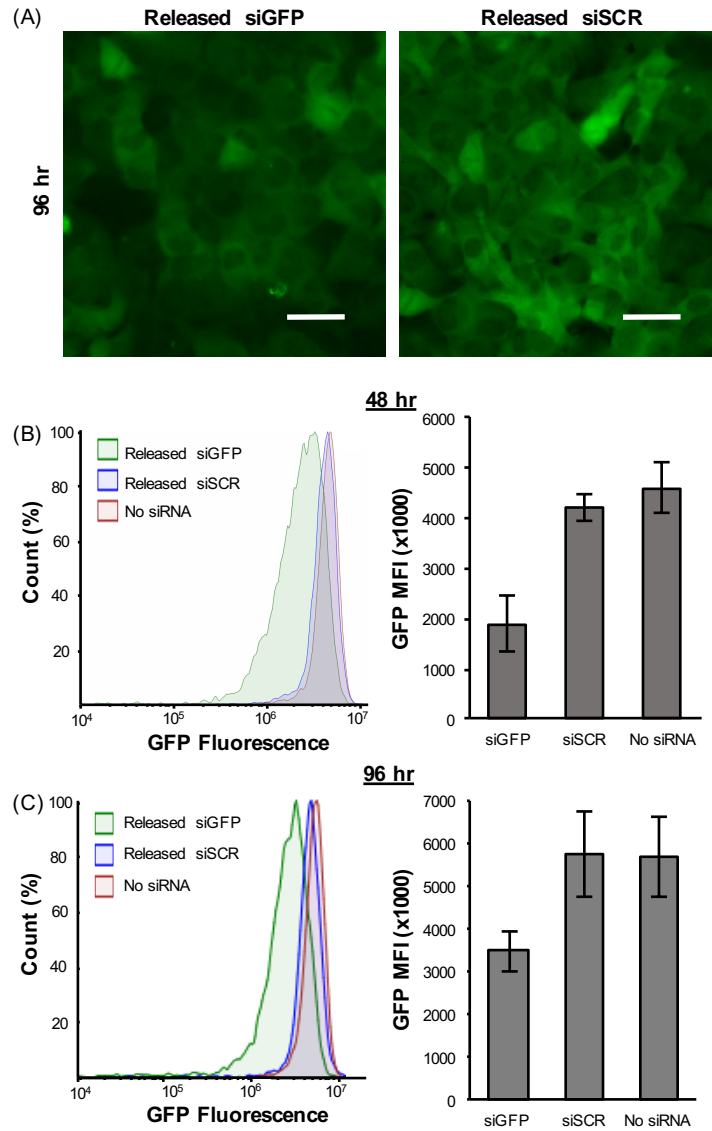 (A)
Released siGFP
Released siSCR
96 hr
48 hr
(B)
Released siGFP
Released siSCR
No siRNA
Count (%)
100
80
60
40
20
10^4
10^5
10^6
10^7
GFP Fluorescence
GFP MFI (x1000)
6000
5000
4000
3000
2000
1000
0
siGFP
siSCR
No siRNA
96 hr
(C)
Released siGFP
Released siSCR
No siRNA
Count (%)
100
80
60
40
20
10^4
10^5
10^6
10^7
GFP Fluorescence
GFP MFI (x1000)
7000
6000
5000
4000
3000
2000
1000
0
siGFP
siSCR
No siRNA